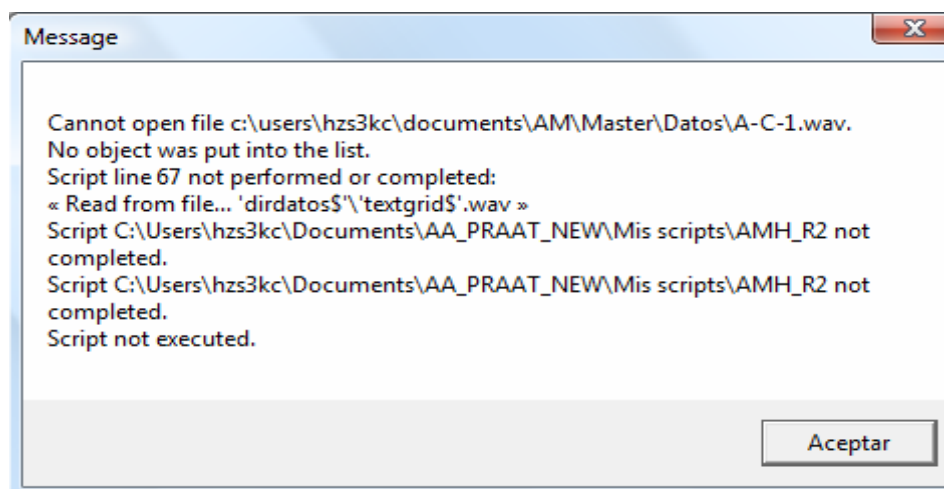 Message
Cannot open file c:\users\hzs3kc\documents\AM\Master\Datos\A-C-1.wav.
No object was put into the list.
Script line 67 not performed or completed:
« Read from file... 'dirdatos$'\'textgrid$'.wav »
Script C:\Users\hzs3kc\Documents\AA_PRAAT_NEW\Mis scripts\AMH_R2 not
completed.
Script C:\Users\hzs3kc\Documents\AA_PRAAT_NEW\Mis scripts\AMH_R2 not
completed.
Script not executed.
Aceptar